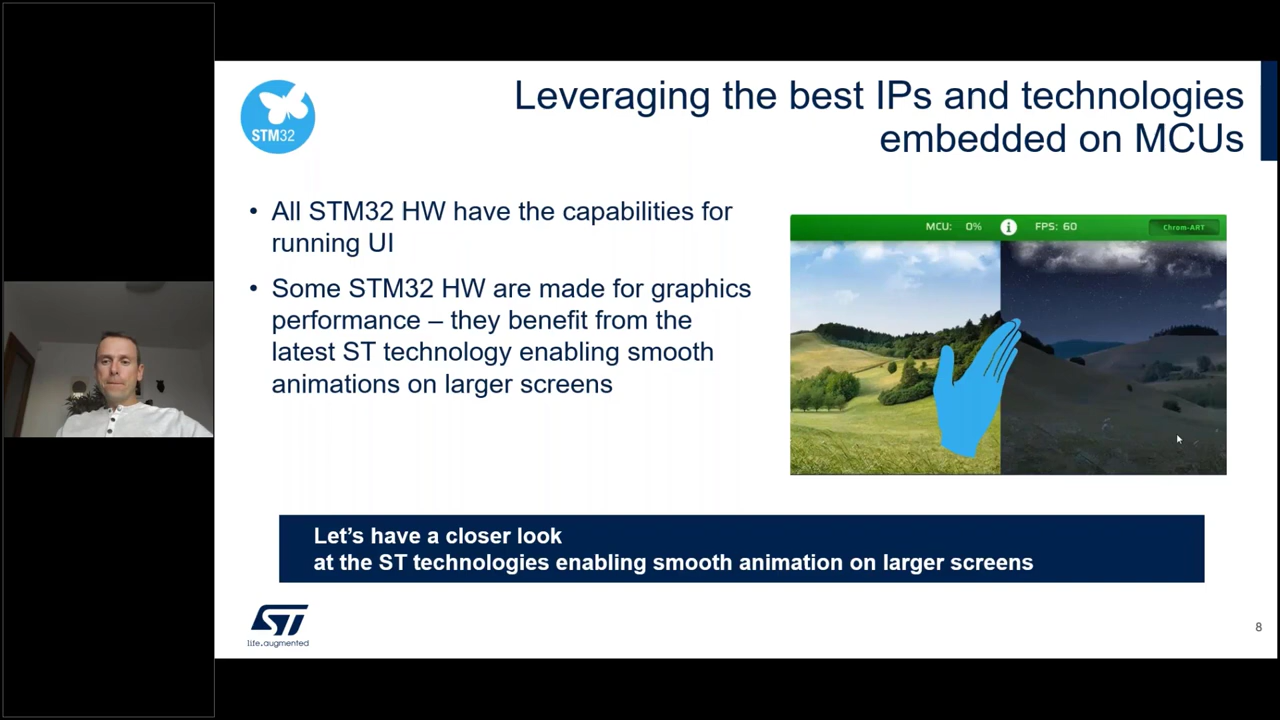 STM32
Leveraging the best IPs and technologies
embedded on MCUs
• All STM32 HW have the capabilities for
running UI
• Some STM32 HW are made for graphics
performance – they benefit from the
latest ST technology enabling smooth
animations on larger screens
MCU: 0% i FPS: 60 Chrom-ART
Let’s have a closer look
at the ST technologies enabling smooth animation on larger screens
ST
life.augmented
8